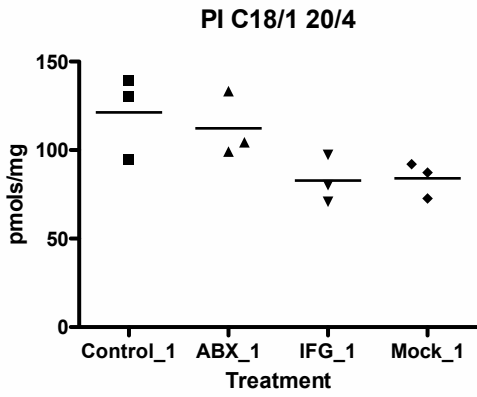 PI C18/1 20/4
150
100
50
0
pmols/mg
Control_1 ABX_1 IFG_1 Mock_1
Treatment